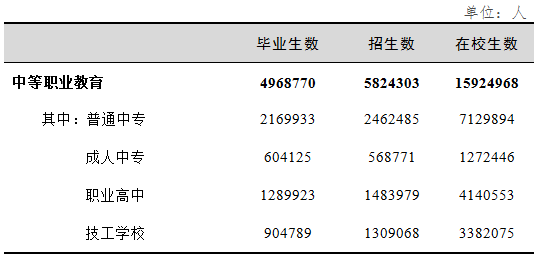 单位：人
毕业生数 招生数 在校生数
中等职业教育 4968770 5824303 15924968
其中：普通中专 2169933 2462485 7129894
成人中专 604125 568771 1272446
职业高中 1289923 1483979 4140553
技工学校 904789 1309068 3382075